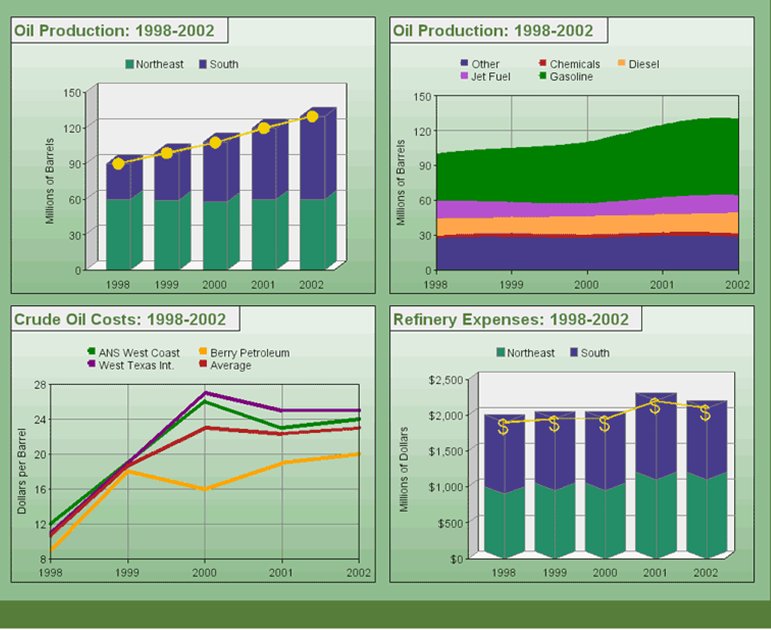 Oil Production: 1998-2002
Northeast South
Millions of Barrels
150
120
90
60
30
0
1998 1999 2000 2001 2002
Oil Production: 1998-2002
Other Chemicals Diesel
Jet Fuel Gasoline
Millions of Barrels
150
120
90
60
30
0
1998 1999 2000 2001 2002
Crude Oil Costs: 1998-2002
ANS West Coast Berry Petroleum
West Texas Int. Average
Dollars per Barrel
28
24
20
16
12
8
1998 1999 2000 2001 2002
Refinery Expenses: 1998-2002
Northeast South
Millions of Dollars
$2,500
$2,000
$1,500
$1,000
$500
$0
$ $ $ $ $
1998 1999 2000 2001 2002